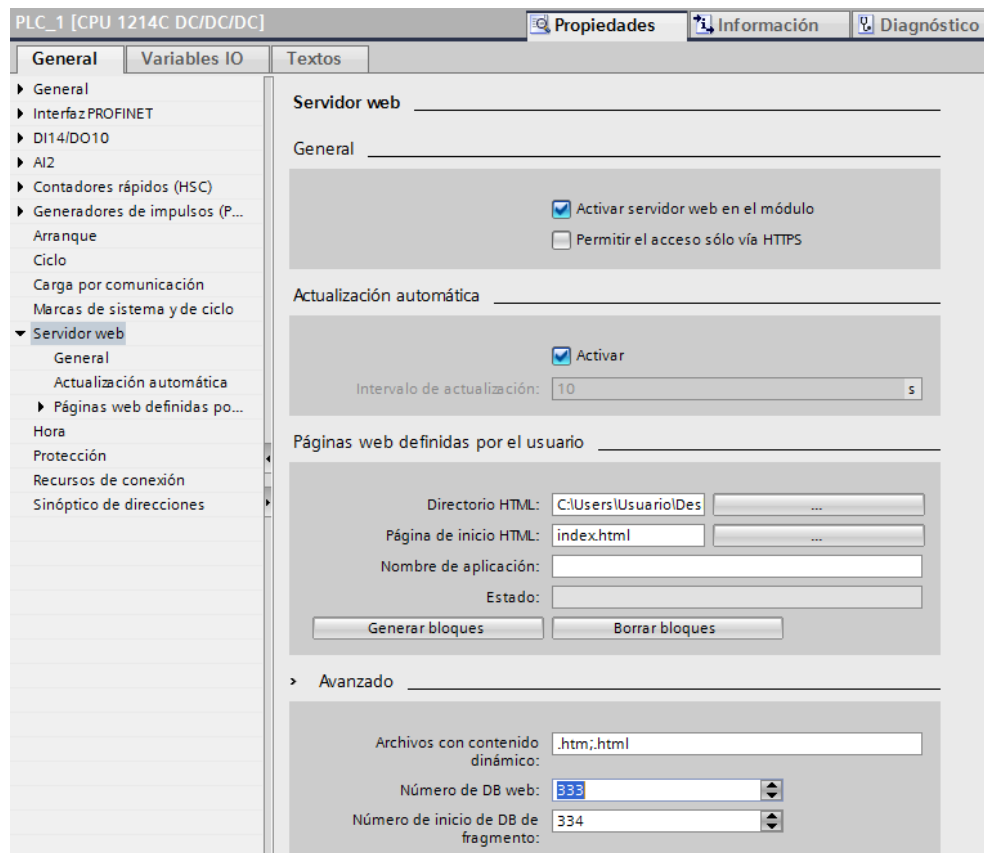 PLC_1 [CPU 1214C DC/DC/DC]
Propiedades
Información
Diagnóstico
General
Variables IO
Textos
General
Interfaz PROFINET
DI14/DO10
AI2
Contadores rápidos (HSC)
Generadores de impulsos (P...
Arranque
Ciclo
Carga por comunicación
Marcas de sistema y de ciclo
Servidor web
General
Actualización automática
Páginas web definidas po...
Hora
Protección
Recursos de conexión
Sinóptico de direcciones
Servidor web
General
Activar servidor web en el módulo
Permitir el acceso sólo vía HTTPS
Actualización automática
Activar
Intervalo de actualización: 10 s
Páginas web definidas por el usuario
Directorio HTML: C:\Users\Usuario\Des ...
Página de inicio HTML: index.html ...
Nombre de aplicación:
Estado:
Generar bloques Borrar bloques
Avanzado
Archivos con contenido .htm;.html
dinámico:
Número de DB web: 333
Número de inicio de DB de 334
fragmento: